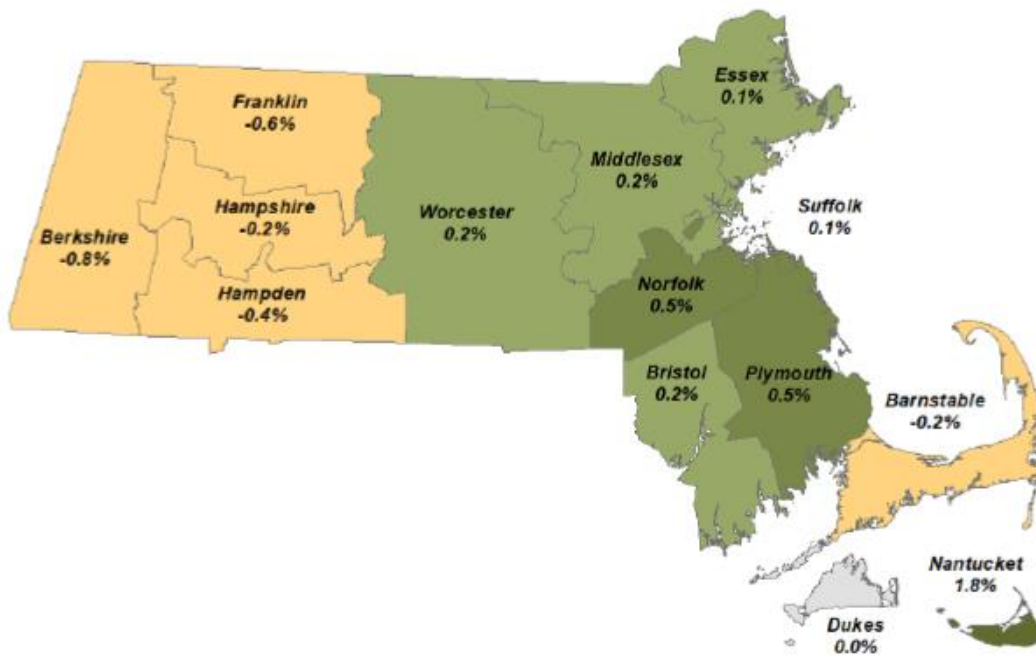 Essex
0.1%
Franklin
-0.6%
Middlesex
0.2%
Suffolk
0.1%
Hampshire
-0.2%
Worcester
0.2%
Berkshire
-0.8%
Norfolk
0.5%
Hampden
-0.4%
Bristol
0.2%
Plymouth
0.5%
Barnstable
-0.2%
Nantucket
1.8%
Dukes
0.0%